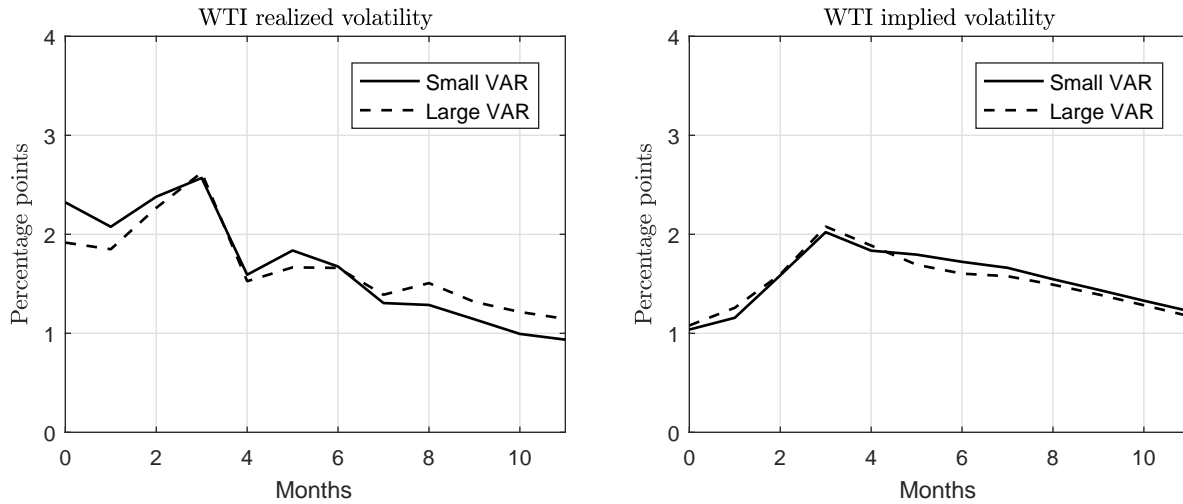 WTI realized volatility
4
3
2
1
0
Percentage points
Small VAR
Large VAR
0 2 4 6 8 10
Months
WTI implied volatility
4
3
2
1
0
Percentage points
Small VAR
Large VAR
0 2 4 6 8 10
Months